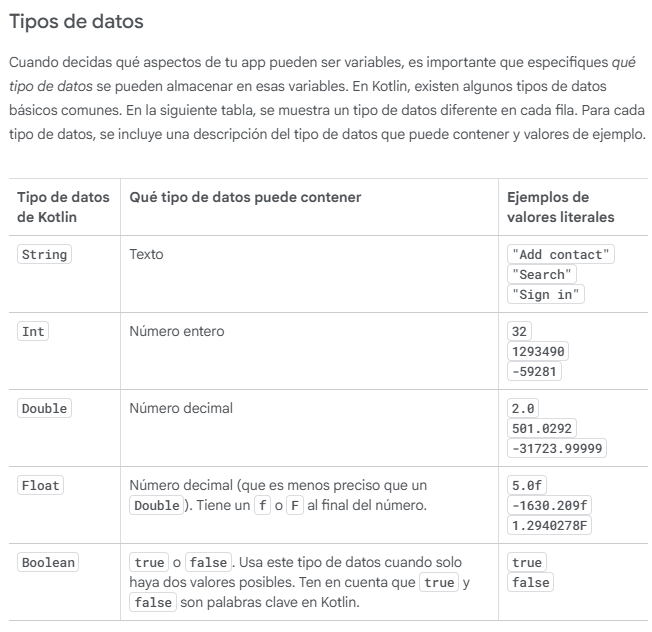 Tipos de datos
Cuando decidas qué aspectos de tu app pueden ser variables, es importante que especifiques qué
tipo de datos se pueden almacenar en esas variables. En Kotlin, existen algunos tipos de datos
básicos comunes. En la siguiente tabla, se muestra un tipo de datos diferente en cada fila. Para cada
tipo de datos, se incluye una descripción del tipo de datos que puede contener y valores de ejemplo.
Tipo de datos
de Kotlin
Qué tipo de datos puede contener
Ejemplos de
valores literales
String
Texto
"Add contact"
"Search"
"Sign in"
Int
Número entero
32
1293490
-59281
Double
Número decimal
2.0
501.0292
-31723.99999
Float
Número decimal (que es menos preciso que un
Double). Tiene un f o F al final del número.
5.0f
-1630.209f
1.2940278F
Boolean
true o false. Usa este tipo de datos cuando solo
haya dos valores posibles. Ten en cuenta que true y
false son palabras clave en Kotlin.
true
false